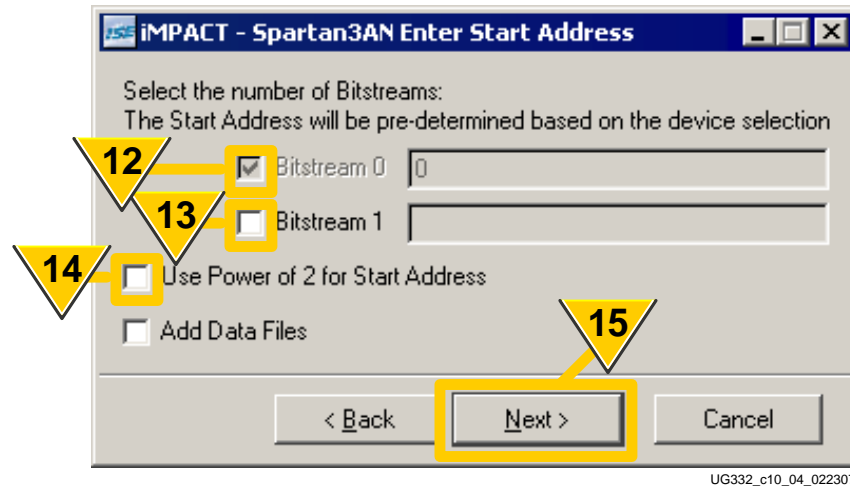 ISE iMPACT - Spartan3AN Enter Start Address
Select the number of Bitstreams:
The Start Address will be pre-determined based on the device selection
12 Bitstream 0 0
13 Bitstream 1
14 Use Power of 2 for Start Address
Add Data Files
15
< Back Next > Cancel
UG332_c10_04_022307